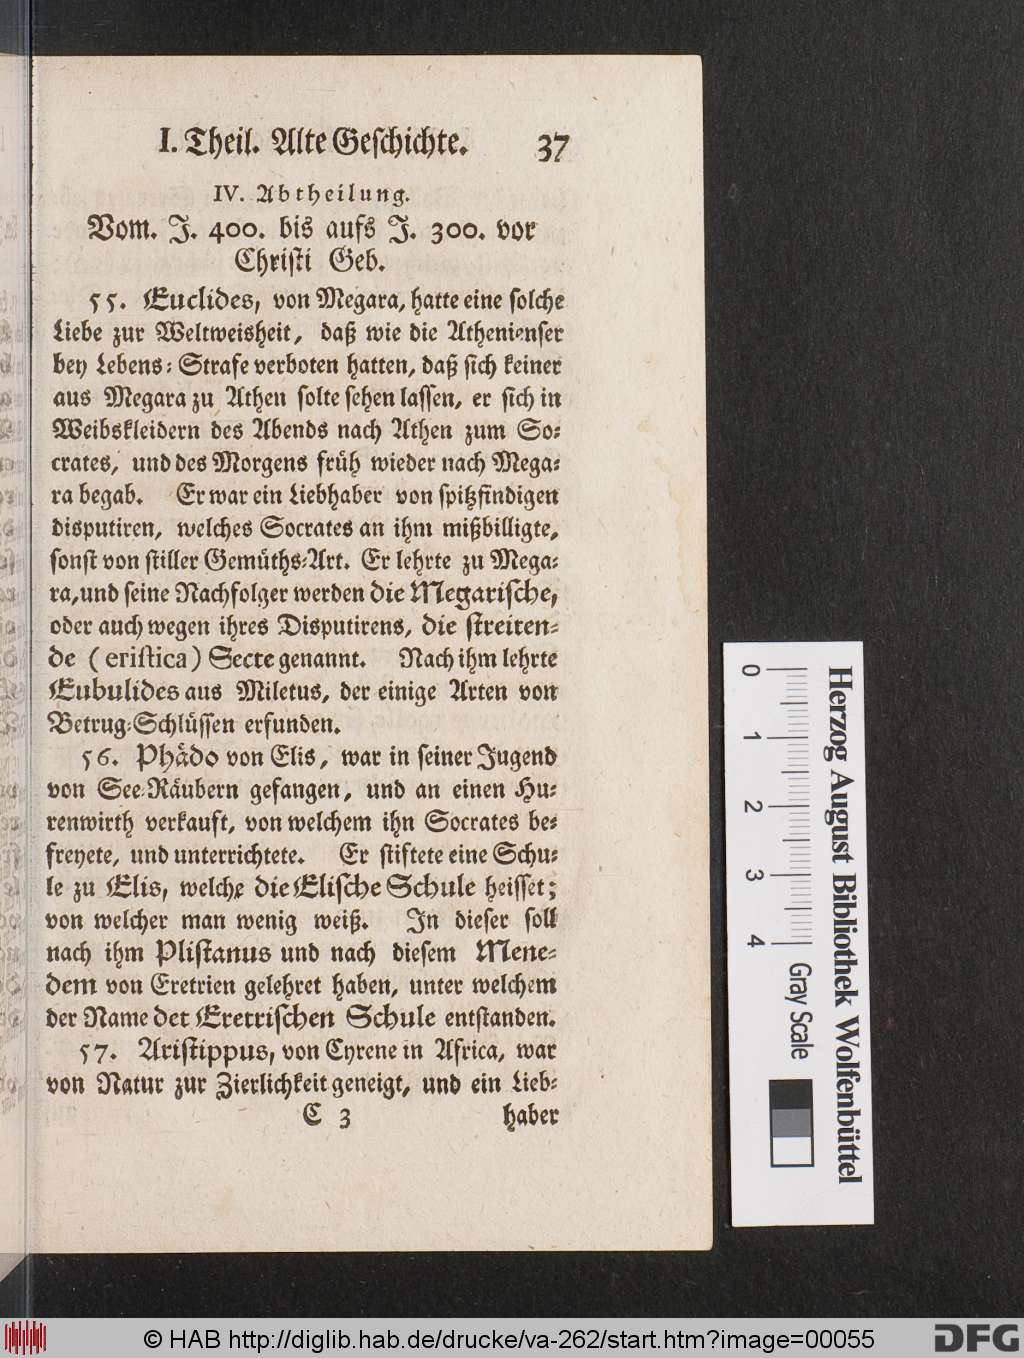 I. Theil. Alte Geschichte. 37
IV. Abtheilung.
Vom. J. 400. bis aufs J. 300. vor
Christi Geb.
55. Euclides, von Megara, hatte eine solche
Liebe zur Weltweisheit, daß wie die Athenienser
bey Lebens-Strafe verboten hatten, daß sich keiner
aus Megara zu Athen solte sehen lassen, er sich in
Weibskleidern des Abends nach Athen zum So-
crates, und des Morgens früh wieder nach Mega-
ra begab. Er war ein Liebhaber von spitzfindigen
disputiren, welches Socrates an ihm mißbilligte,
sonst von stiller Gemüths-Art. Er lehrte zu Mega-
ra, und seine Nachfolger werden die Megarische,
oder auch wegen ihres Disputirens, die streiten-
de (eristica) Secte genannt. Nach ihm lehrte
Eubulides aus Miletus, der einige Arten von
Betrug-Schlüssen erfunden.
56. Phädo von Elis, war in seiner Jugend
von See-Räubern gefangen, und an einen Hu-
renwirth verkauft, von welchem ihn Socrates be-
freyete, und unterrichtete. Er stiftete eine Schu-
le zu Elis, welche die Elische Schule heisset;
von welcher man wenig weiß. In dieser soll
nach ihm Plistanus und nach diesem Mene-
dem von Eretrien gelehret haben, unter welchem
der Name der Eretrischen Schule entstanden.
57. Aristippus, von Cyrene in Africa, war
von Natur zur Zierlichkeit geneigt, und ein Lieb-
C 3 haber
0 1 2 3 4 Gray Scale
Herzog August Bibliothek Wolfenbüttel
© HAB http://diglib.hab.de/drucke/va-262/start.htm?image=00055
DFG